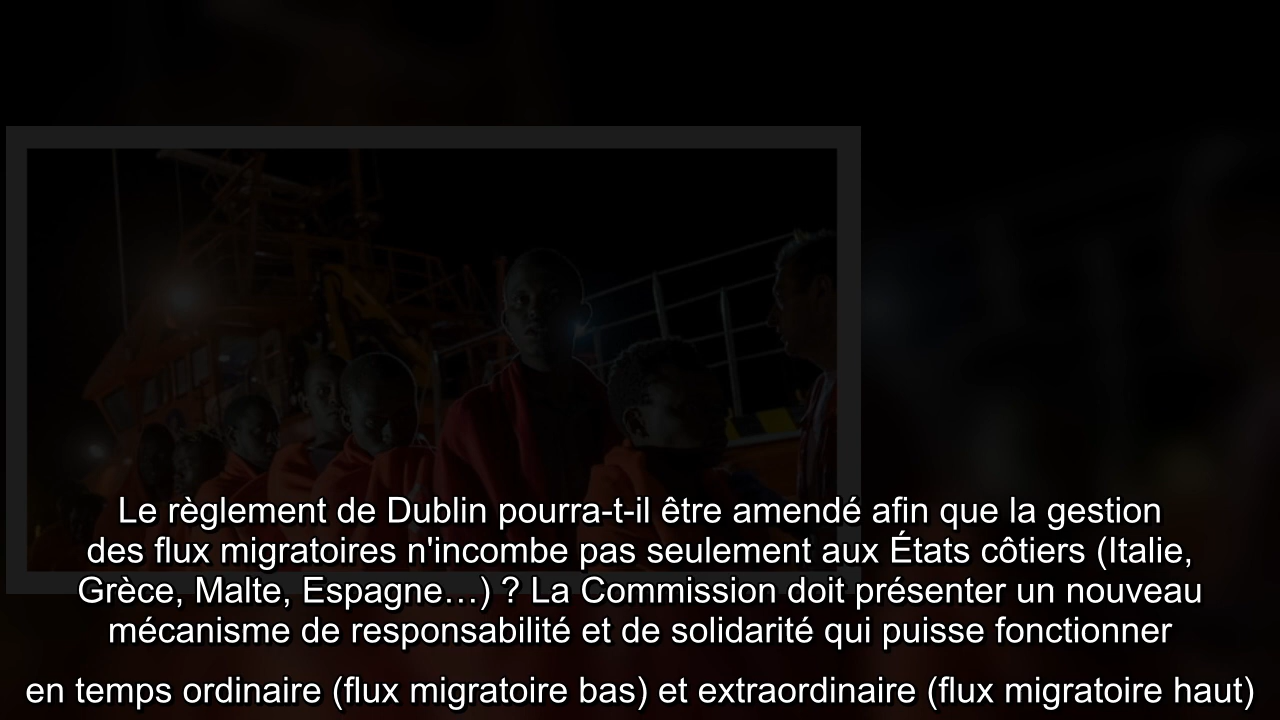 Le règlement de Dublin pourra-t-il être amendé afin que la gestion
des flux migratoires n'incombe pas seulement aux États côtiers (Italie,
Grèce, Malte, Espagne…) ? La Commission doit présenter un nouveau
mécanisme de responsabilité et de solidarité qui puisse fonctionner
en temps ordinaire (flux migratoire bas) et extraordinaire (flux migratoire haut)